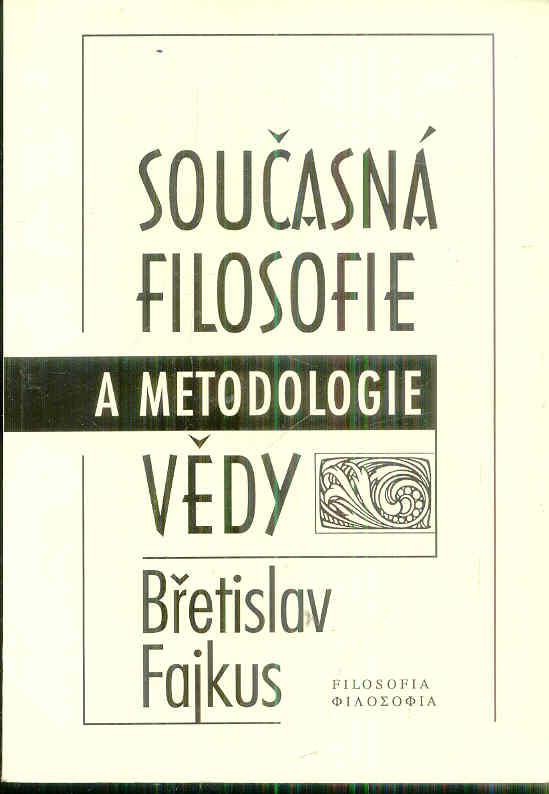 SOUČASNÁ
FILOSOFIE
A METODOLOGIE
VĚDY
Břetislav
Fajkus
FILOSOFIA
ΦΙΛΟΣΟΦΙΑ